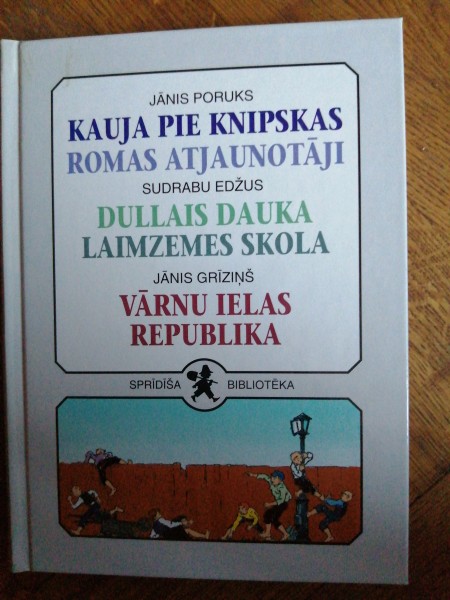 JĀNIS PORUKS
KAUJA PIE KNIPSKAS
ROMAS ATJAUNOTĀJI
SUDRABU EDŽUS
DULLAIS DAUKA
LAIMZEMES SKOLA
JĀNIS GRĪZIŅŠ
VĀRNU IELAS
REPUBLIKA
SPRĪDĪŠA BIBLIOTĒKA